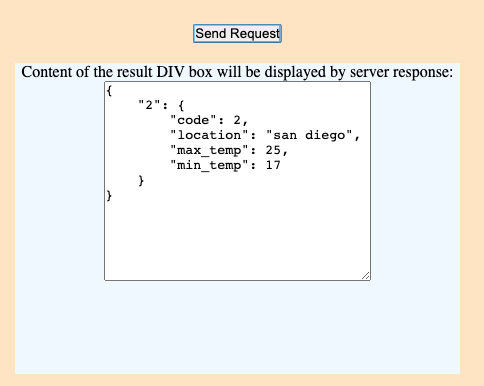 Send Request
Content of the result DIV box will be displayed by server response:
{
    "2": {
        "code": 2,
        "location": "san diego",
        "max_temp": 25,
        "min_temp": 17
    }
}